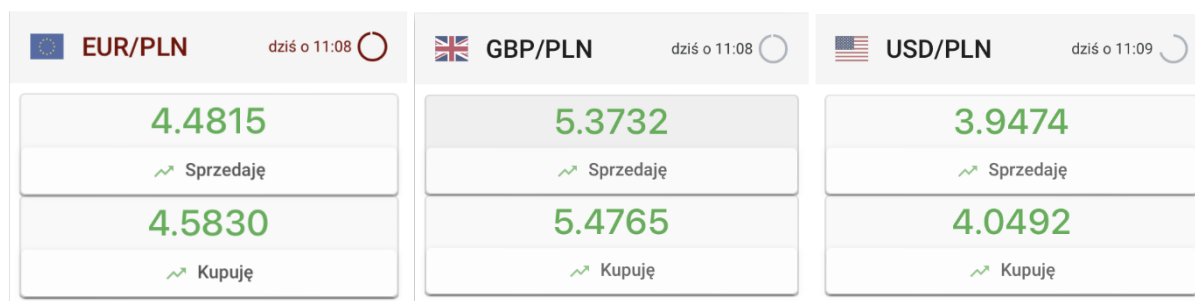 EUR/PLN dziś o 11:08
4.4815
Sprzedaję
4.5830
Kupuję
GBP/PLN dziś o 11:08
5.3732
Sprzedaję
5.4765
Kupuję
USD/PLN dziś o 11:09
3.9474
Sprzedaję
4.0492
Kupuję